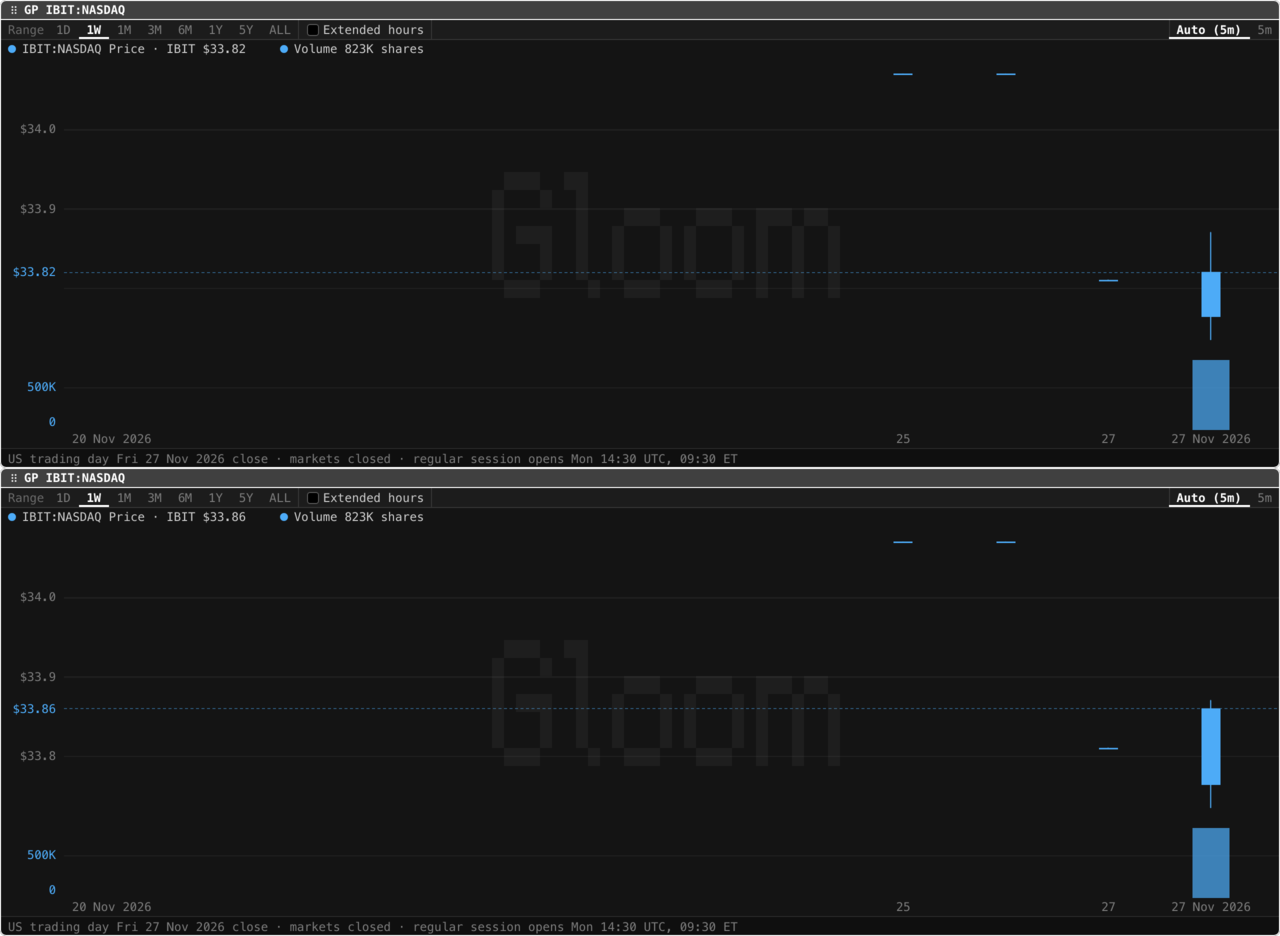 ⠿ GP IBIT:NASDAQ
Range 1D 1W 1M 3M 6M 1Y 5Y ALL Extended hours Auto (5m) 5m
IBIT:NASDAQ Price · IBIT $33.82 Volume 823K shares
$34.0
Gloom
$33.9
$33.82
500K
0
20 Nov 2026 25 27 27 Nov 2026
US trading day Fri 27 Nov 2026 close · markets closed · regular session opens Mon 14:30 UTC, 09:30 ET
⠿ GP IBIT:NASDAQ
Range 1D 1W 1M 3M 6M 1Y 5Y ALL Extended hours Auto (5m) 5m
IBIT:NASDAQ Price · IBIT $33.86 Volume 823K shares
$34.0
Gloom
$33.9
$33.86
$33.8
500K
0
20 Nov 2026 25 27 27 Nov 2026
US trading day Fri 27 Nov 2026 close · markets closed · regular session opens Mon 14:30 UTC, 09:30 ET